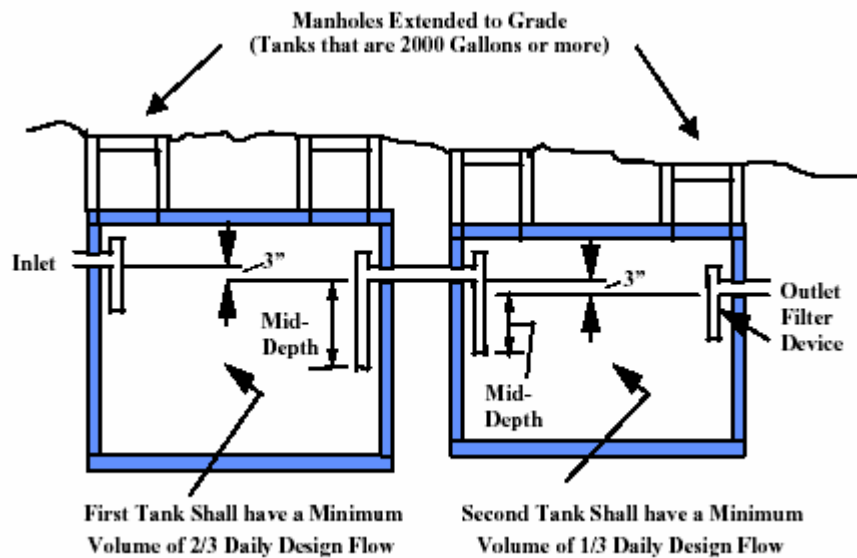 Manholes Extended to Grade
(Tanks that are 2000 Gallons or more)
Inlet
3”
Mid-
Depth
3”
Mid-
Depth
Outlet
Filter
Device
First Tank Shall have a Minimum
Volume of 2/3 Daily Design Flow
Second Tank Shall have a Minimum
Volume of 1/3 Daily Design Flow